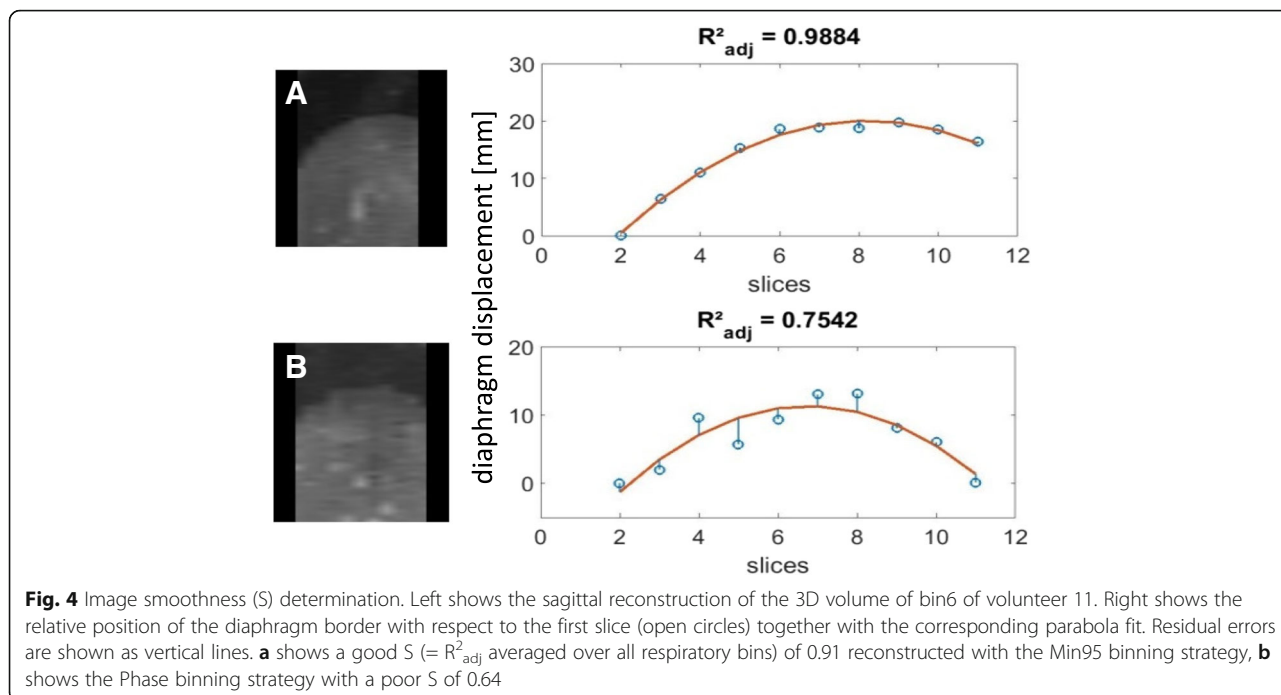 A
R²adj = 0.9884
diaphragm displacement [mm]
30
20
10
0
0 2 4 6 8 10 12
slices
B
R²adj = 0.7542
20
10
0
0 2 4 6 8 10 12
slices
Fig. 4 Image smoothness (S) determination. Left shows the sagittal reconstruction of the 3D volume of bin6 of volunteer 11. Right shows the
relative position of the diaphragm border with respect to the first slice (open circles) together with the corresponding parabola fit. Residual errors
are shown as vertical lines. a shows a good S (= R²adj averaged over all respiratory bins) of 0.91 reconstructed with the Min95 binning strategy, b
shows the Phase binning strategy with a poor S of 0.64